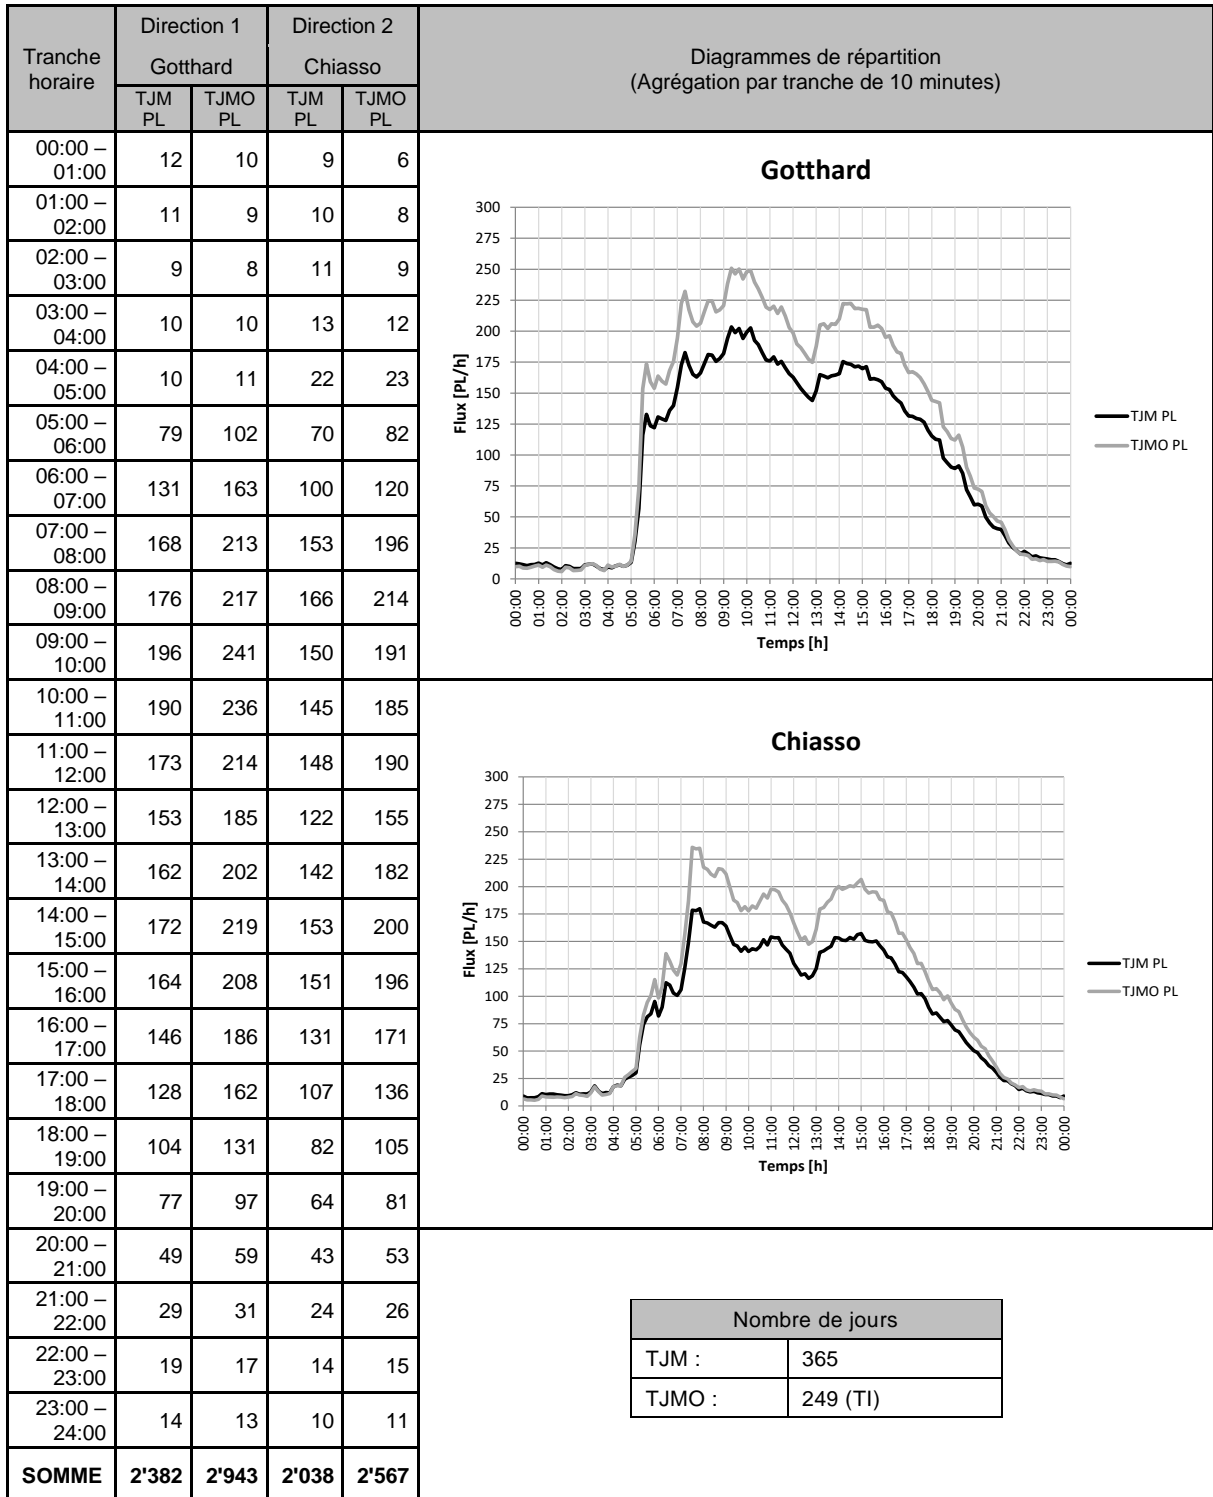 Tranche horaire
Direction 1
Direction 2
Gotthard
Chiasso
TJM PL
TJMO PL
TJM PL
TJMO PL
Diagrammes de répartition
(Agrégation par tranche de 10 minutes)
00:00 – 01:00 12 10 9 6
01:00 – 02:00 11 9 10 8
02:00 – 03:00 9 8 11 9
03:00 – 04:00 10 10 13 12
04:00 – 05:00 10 11 22 23
05:00 – 06:00 79 102 70 82
06:00 – 07:00 131 163 100 120
07:00 – 08:00 168 213 153 196
08:00 – 09:00 176 217 166 214
09:00 – 10:00 196 241 150 191
10:00 – 11:00 190 236 145 185
11:00 – 12:00 173 214 148 190
12:00 – 13:00 153 185 122 155
13:00 – 14:00 162 202 142 182
14:00 – 15:00 172 219 153 200
15:00 – 16:00 164 208 151 196
16:00 – 17:00 146 186 131 171
17:00 – 18:00 128 162 107 136
18:00 – 19:00 104 131 82 105
19:00 – 20:00 77 97 64 81
20:00 – 21:00 49 59 43 53
21:00 – 22:00 29 31 24 26
22:00 – 23:00 19 17 14 15
23:00 – 24:00 14 13 10 11
SOMME 2'382 2'943 2'038 2'567
Gotthard
300
275
250
225
200
175
150
125
100
75
50
25
0
Flux [PL/h]
00:00 01:00 02:00 03:00 04:00 05:00 06:00 07:00 08:00 09:00 10:00 11:00 12:00 13:00 14:00 15:00 16:00 17:00 18:00 19:00 20:00 21:00 22:00 23:00 00:00
Temps [h]
TJM PL
TJMO PL
Chiasso
300
275
250
225
200
175
150
125
100
75
50
25
0
Flux [PL/h]
00:00 01:00 02:00 03:00 04:00 05:00 06:00 07:00 08:00 09:00 10:00 11:00 12:00 13:00 14:00 15:00 16:00 17:00 18:00 19:00 20:00 21:00 22:00 23:00 00:00
Temps [h]
TJM PL
TJMO PL
Nombre de jours
TJM : 365
TJMO : 249 (TI)